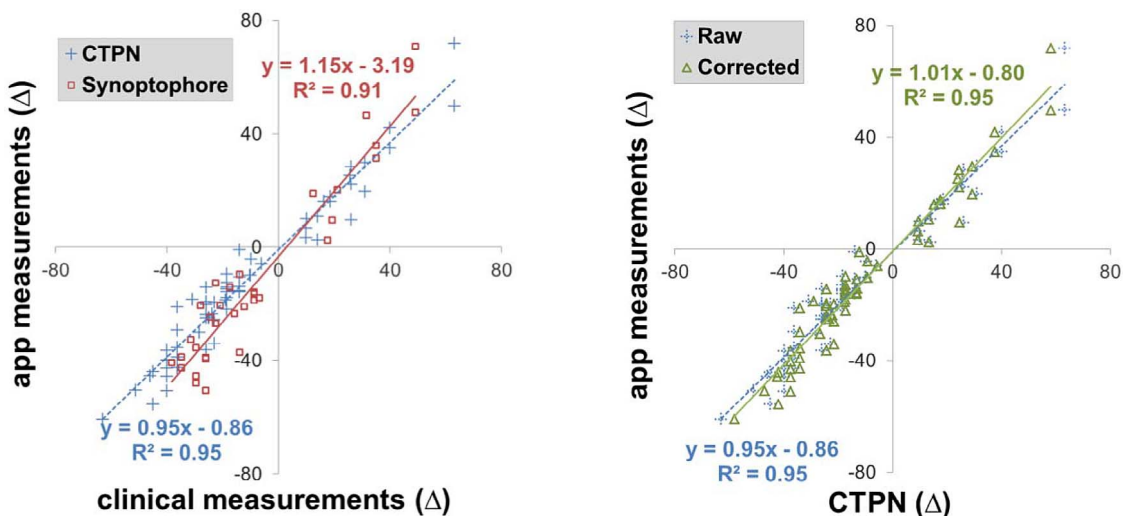 80
CTPN
Synoptophore
y = 1.15x - 3.19
R² = 0.91
40
0
-80
-40
0
40
80
-40
y = 0.95x - 0.86
R² = 0.95
-80
app measurements (Δ)
clinical measurements (Δ)
80
Raw
Corrected
y = 1.01x - 0.80
R² = 0.95
40
0
-80
-40
0
40
80
-40
y = 0.95x - 0.86
R² = 0.95
-80
app measurements (Δ)
CTPN (Δ)